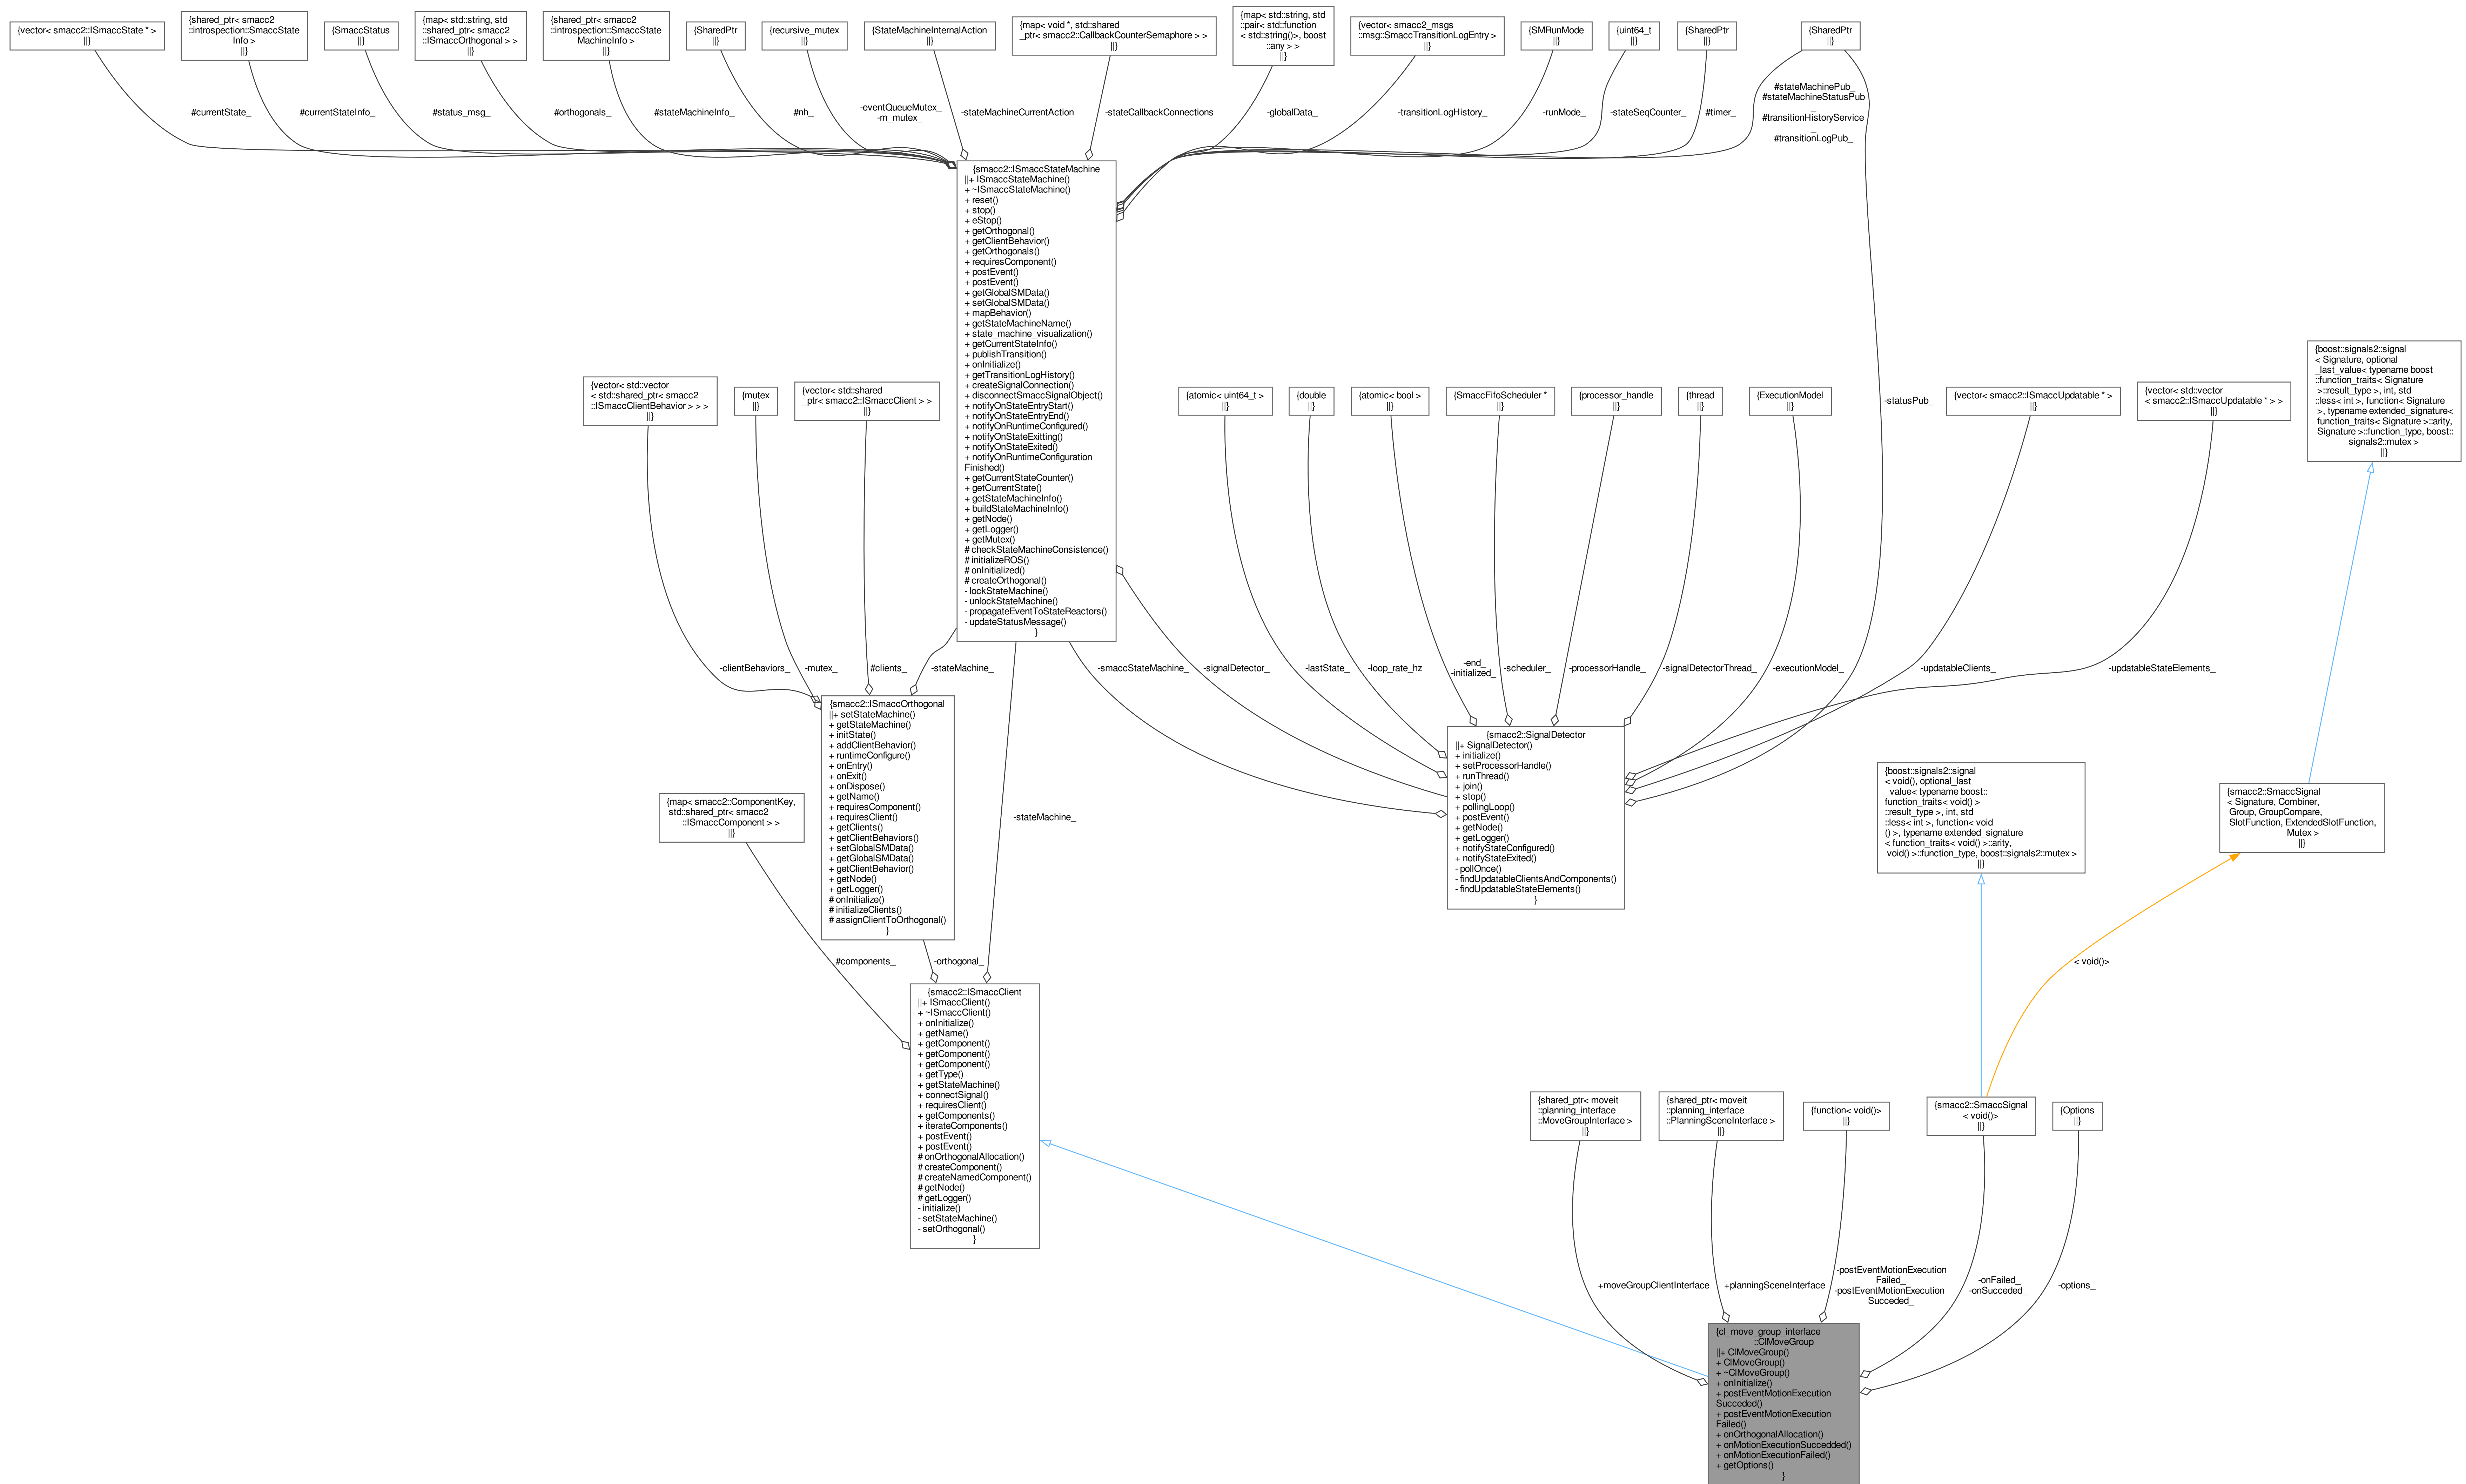 {vector< smacc2::ISmaccState * >
||}
{shared_ptr< smacc2
::introspection::SmaccState
Info >
||}
{SmaccStatus
||}
{map< std::string, std
::shared_ptr< smacc2
::ISmaccOrthogonal > >
||}
{shared_ptr< smacc2
::introspection::SmaccState
MachineInfo >
||}
{SharedPtr
||}
{recursive_mutex
||}
{StateMachineInternalAction
||}
{map< void *, std::shared
_ptr< smacc2::CallbackCounterSemaphore > >
||}
{map< std::string, std
::pair< std::function
< std::string()>, boost
::any > >
||}
{vector< smacc2_msgs
::msg::SmaccTransitionLogEntry >
||}
{SMRunMode
||}
{uint64_t
||}
{SharedPtr
||}
{SharedPtr
||}
#currentState_
#currentStateInfo_
#status_msg_
#orthogonals_
#stateMachineInfo_
#nh_
-eventQueueMutex_
-m_mutex_
-stateMachineCurrentAction
-stateCallbackConnections
-globalData_
-transitionLogHistory_
-runMode_
-stateSeqCounter_
#timer_
#stateMachinePub_
#stateMachineStatusPub
_
#transitionHistoryService
_
#transitionLogPub_
{smacc2::ISmaccStateMachine
||+ ISmaccStateMachine()
+ ~ISmaccStateMachine()
+ reset()
+ stop()
+ eStop()
+ getOrthogonal()
+ getClientBehavior()
+ getOrthogonals()
+ requiresComponent()
+ postEvent()
+ postEvent()
+ getGlobalSMData()
+ setGlobalSMData()
+ mapBehavior()
+ getStateMachineName()
+ state_machine_visualization()
+ getCurrentStateInfo()
+ publishTransition()
+ onInitialize()
+ getTransitionLogHistory()
+ createSignalConnection()
+ disconnectSmaccSignalObject()
+ notifyOnStateEntryStart()
+ notifyOnStateEntryEnd()
+ notifyOnRuntimeConfigured()
+ notifyOnStateExitting()
+ notifyOnStateExited()
+ notifyOnRuntimeConfiguration
Finished()
+ getCurrentStateCounter()
+ getCurrentState()
+ getStateMachineInfo()
+ buildStateMachineInfo()
+ getNode()
+ getLogger()
+ getMutex()
# checkStateMachineConsistence()
# initializeROS()
# onInitialized()
# createOrthogonal()
- lockStateMachine()
- unlockStateMachine()
- propagateEventToStateReactors()
- updateStatusMessage()
}
{vector< std::vector
< std::shared_ptr< smacc2
::ISmaccClientBehavior > > >
||}
{mutex
||}
{vector< std::shared
_ptr< smacc2::ISmaccClient > >
||}
{atomic< uint64_t >
||}
{double
||}
{atomic< bool >
||}
{SmaccFifoScheduler *
||}
{processor_handle
||}
{thread
||}
{ExecutionModel
||}
-statusPub_
{vector< smacc2::ISmaccUpdatable * >
||}
{vector< std::vector
< smacc2::ISmaccUpdatable * > >
||}
{boost::signals2::signal
< Signature, optional
_last_value< typename boost
::function_traits< Signature
>::result_type >, int, std
::less< int >, function< Signature
>, typename extended_signature<
function_traits< Signature >::arity,
Signature >::function_type, boost::
signals2::mutex >
||}
-clientBehaviors_
-mutex_
#clients_
-stateMachine_
-smaccStateMachine_
-signalDetector_
-lastState_
-loop_rate_hz
-end_
-initialized_
-scheduler_
-processorHandle_
-signalDetectorThread_
-executionModel_
-updatableClients_
-updatableStateElements_
{smacc2::ISmaccOrthogonal
||+ setStateMachine()
+ getStateMachine()
+ initState()
+ addClientBehavior()
+ runtimeConfigure()
+ onEntry()
+ onExit()
+ onDispose()
+ getName()
+ requiresComponent()
+ requiresClient()
+ getClients()
+ getClientBehaviors()
+ setGlobalSMData()
+ getGlobalSMData()
+ getClientBehavior()
+ getNode()
+ getLogger()
# onInitialize()
# initializeClients()
# assignClientToOrthogonal()
}
{smacc2::SignalDetector
||+ SignalDetector()
+ initialize()
+ setProcessorHandle()
+ runThread()
+ join()
+ stop()
+ pollingLoop()
+ postEvent()
+ getNode()
+ getLogger()
+ notifyStateConfigured()
+ notifyStateExited()
- pollOnce()
- findUpdatableClientsAndComponents()
- findUpdatableStateElements()
}
{map< smacc2::ComponentKey,
std::shared_ptr< smacc2
::ISmaccComponent > >
||}
-stateMachine_
{boost::signals2::signal
< void(), optional_last
_value< typename boost::
function_traits< void() >
::result_type >, int, std
::less< int >, function< void
() >, typename extended_signature
< function_traits< void() >::arity,
void() >::function_type, boost::signals2::mutex >
||}
{smacc2::SmaccSignal
< Signature, Combiner,
Group, GroupCompare,
SlotFunction, ExtendedSlotFunction,
Mutex >
||}
#components_
-orthogonal_
< void()>
{smacc2::ISmaccClient
||+ ISmaccClient()
+ ~ISmaccClient()
+ onInitialize()
+ getName()
+ getComponent()
+ getComponent()
+ getComponent()
+ getType()
+ getStateMachine()
+ connectSignal()
+ requiresClient()
+ getComponents()
+ iterateComponents()
+ postEvent()
+ postEvent()
# onOrthogonalAllocation()
# createComponent()
# createNamedComponent()
# getNode()
# getLogger()
- initialize()
- setStateMachine()
- setOrthogonal()
}
{shared_ptr< moveit
::planning_interface
::MoveGroupInterface >
||}
{shared_ptr< moveit
::planning_interface
::PlanningSceneInterface >
||}
{function< void()>
||}
{smacc2::SmaccSignal
< void()>
||}
{Options
||}
+moveGroupClientInterface
+planningSceneInterface
-postEventMotionExecution
Failed_
-postEventMotionExecution
Succeded_
-onFailed_
-onSucceded_
-options_
{cl_move_group_interface
::ClMoveGroup
||+ ClMoveGroup()
+ ClMoveGroup()
+ ~ClMoveGroup()
+ onInitialize()
+ postEventMotionExecution
Succeded()
+ postEventMotionExecution
Failed()
+ onOrthogonalAllocation()
+ onMotionExecutionSuccedded()
+ onMotionExecutionFailed()
+ getOptions()
}